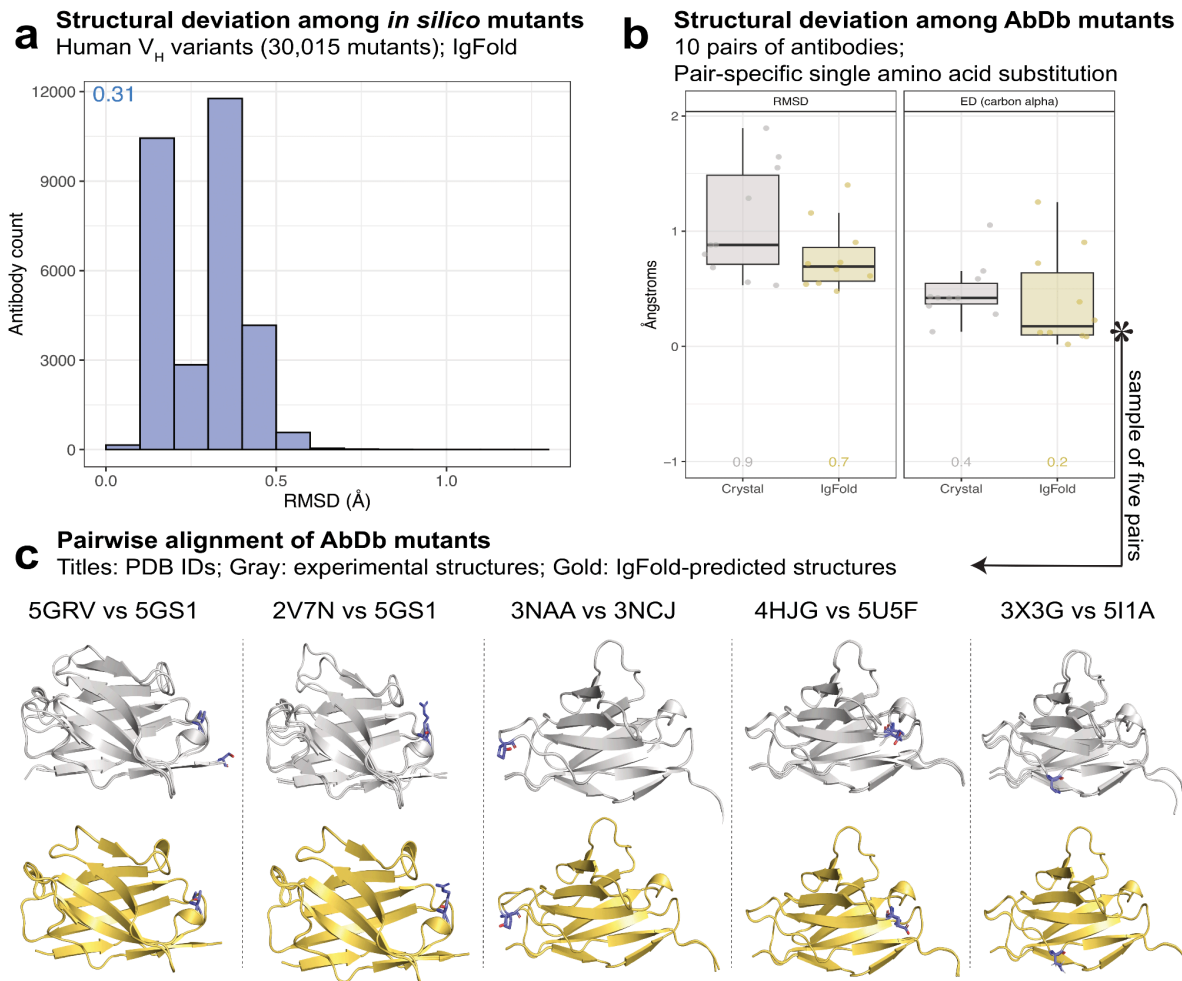 a
Structural deviation among in silico mutants
Human VH variants (30,015 mutants); IgFold
0.31
12000
9000
6000
3000
0
Antibody count
0.0
0.5
1.0
RMSD (Å)
b
Structural deviation among AbDb mutants
10 pairs of antibodies;
Pair-specific single amino acid substitution
RMSD
ED (carbon alpha)
2
1
0
−1
Ångstroms
0.9
0.7
0.4
0.2
Crystal
IgFold
Crystal
IgFold
*
sample of five pairs
c
Pairwise alignment of AbDb mutants
Titles: PDB IDs; Gray: experimental structures; Gold: IgFold-predicted structures
5GRV vs 5GS1
2V7N vs 5GS1
3NAA vs 3NCJ
4HJG vs 5U5F
3X3G vs 5I1A